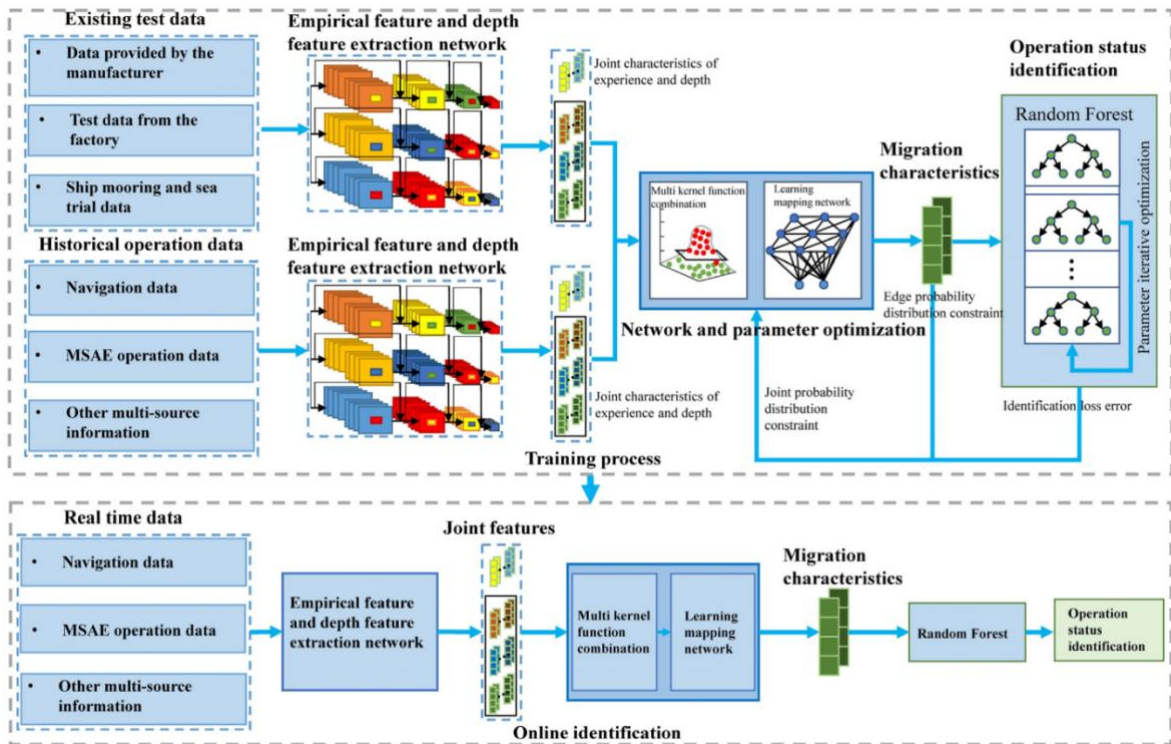 Existing test data
• Data provided by the
manufacturer
• Test data from the
factory
• Ship mooring and sea
trial data
Historical operation data
• Navigation data
• MSAE operation data
• Other multi-source
information
Empirical feature and depth
feature extraction network
Empirical feature and depth
feature extraction network
Joint characteristics of
experience and depth
Joint characteristics of
experience and depth
Multi kernel function
combination
Learning
mapping network
Network and parameter optimization
Migration
characteristics
Edge probability
distribution constraint
Joint probability
distribution
constraint
Operation status
identification
Random Forest
Parameter iterative optimization
Identification loss error
Training process
Real time data
• Navigation data
• MSAE operation data
• Other multi-source
information
Empirical feature
and depth feature
extraction network
Joint features
Multi kernel
function
combination
Learning
mapping
network
Migration
characteristics
Random Forest
Operation
status
identification
Online identification